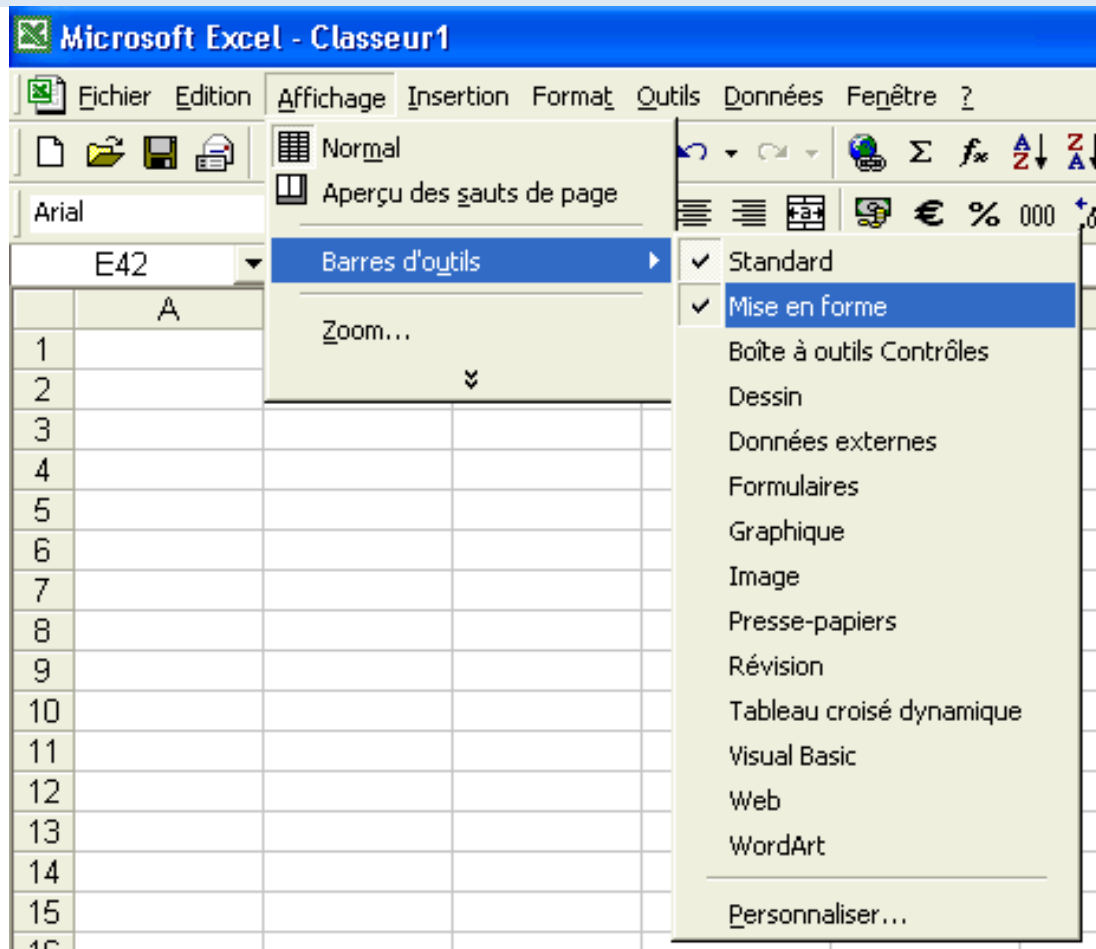 Microsoft Excel - Classeur1
Fichier Edition Affichage Insertion Format Outils Données Fenêtre ?
Normal
Aperçu des sauts de page
Barres d'outils
Zoom...
Arial
€ % 000
E42
Standard
Mise en forme
Boîte à outils Contrôles
Dessin
Données externes
Formulaires
Graphique
Image
Presse-papiers
Révision
Tableau croisé dynamique
Visual Basic
Web
WordArt
Personnaliser...
A
1
2
3
4
5
6
7
8
9
10
11
12
13
14
15